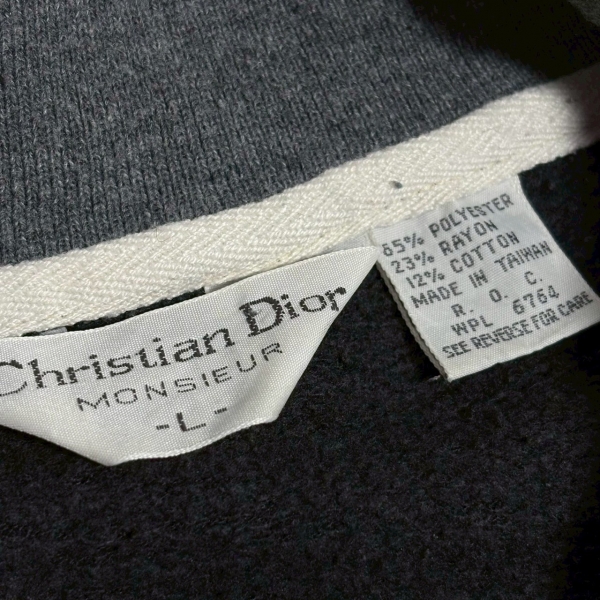 Christian Dior
MONSIEUR
-L-
65% POLYESTER
23% RAYON
12% COTTON
MADE IN TAIWAN
R. O. C.
WPL 6764
SEE REVERSE FOR CARE